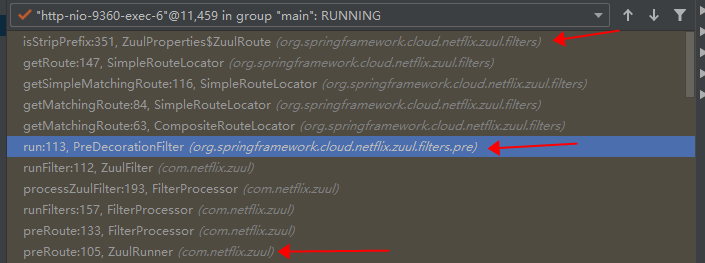 "http-nio-9360-exec-6"@11,459 in group "main": RUNNING
isStripPrefix:351, ZuulProperties$ZuulRoute (org.springframework.cloud.netflix.zuul.filters)
getRoute:147, SimpleRouteLocator (org.springframework.cloud.netflix.zuul.filters)
getSimpleMatchingRoute:116, SimpleRouteLocator (org.springframework.cloud.netflix.zuul.filters)
getMatchingRoute:84, SimpleRouteLocator (org.springframework.cloud.netflix.zuul.filters)
getMatchingRoute:63, CompositeRouteLocator (org.springframework.cloud.netflix.zuul.filters)
run:113, PreDecorationFilter (org.springframework.cloud.netflix.zuul.filters.pre)
runFilter:112, ZuulFilter (com.netflix.zuul)
processZuulFilter:193, FilterProcessor (com.netflix.zuul)
runFilters:157, FilterProcessor (com.netflix.zuul)
preRoute:133, FilterProcessor (com.netflix.zuul)
preRoute:105, ZuulRunner (com.netflix.zuul)